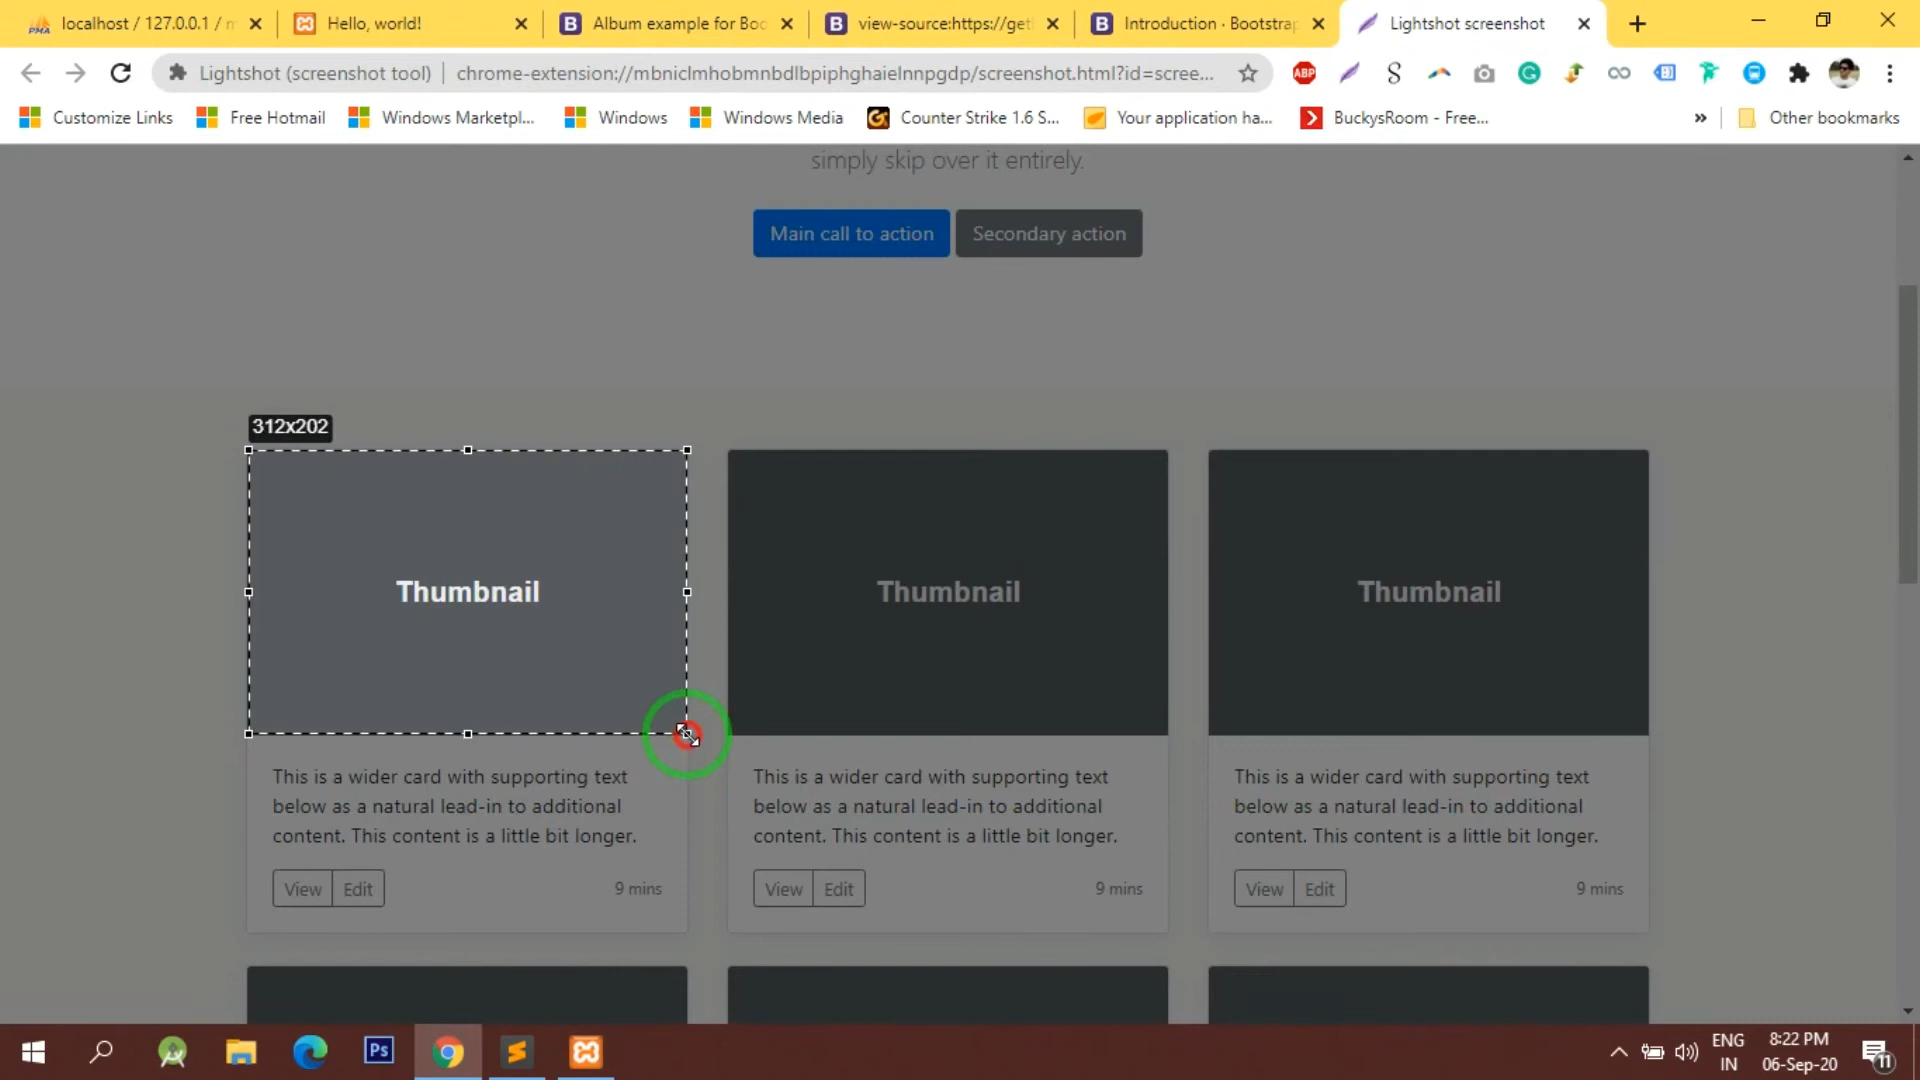 localhost / 127.0.0.1 / m
Hello, world!
Album example for Boo
view-source:https://getl
Introduction · Bootstrap
Lightshot screenshot
Lightshot (screenshot tool)
chrome-extension://mbniclmhobmnbdlbpiphghaielnnpgdp/screenshot.html?id=scree...
ABP
Customize Links
Free Hotmail
Windows Marketpl...
Windows
Windows Media
Counter Strike 1.6 S...
Your application ha...
BuckysRoom - Free...
Other bookmarks
simply skip over it entirely.
Main call to action
Secondary action
312x202
Thumbnail
Thumbnail
Thumbnail
This is a wider card with supporting text
below as a natural lead-in to additional
content. This content is a little bit longer.
View
Edit
9 mins
This is a wider card with supporting text
below as a natural lead-in to additional
content. This content is a little bit longer.
View
Edit
9 mins
This is a wider card with supporting text
below as a natural lead-in to additional
content. This content is a little bit longer.
View
Edit
9 mins
Ps
ENG
IN
8:22 PM
06-Sep-20
11